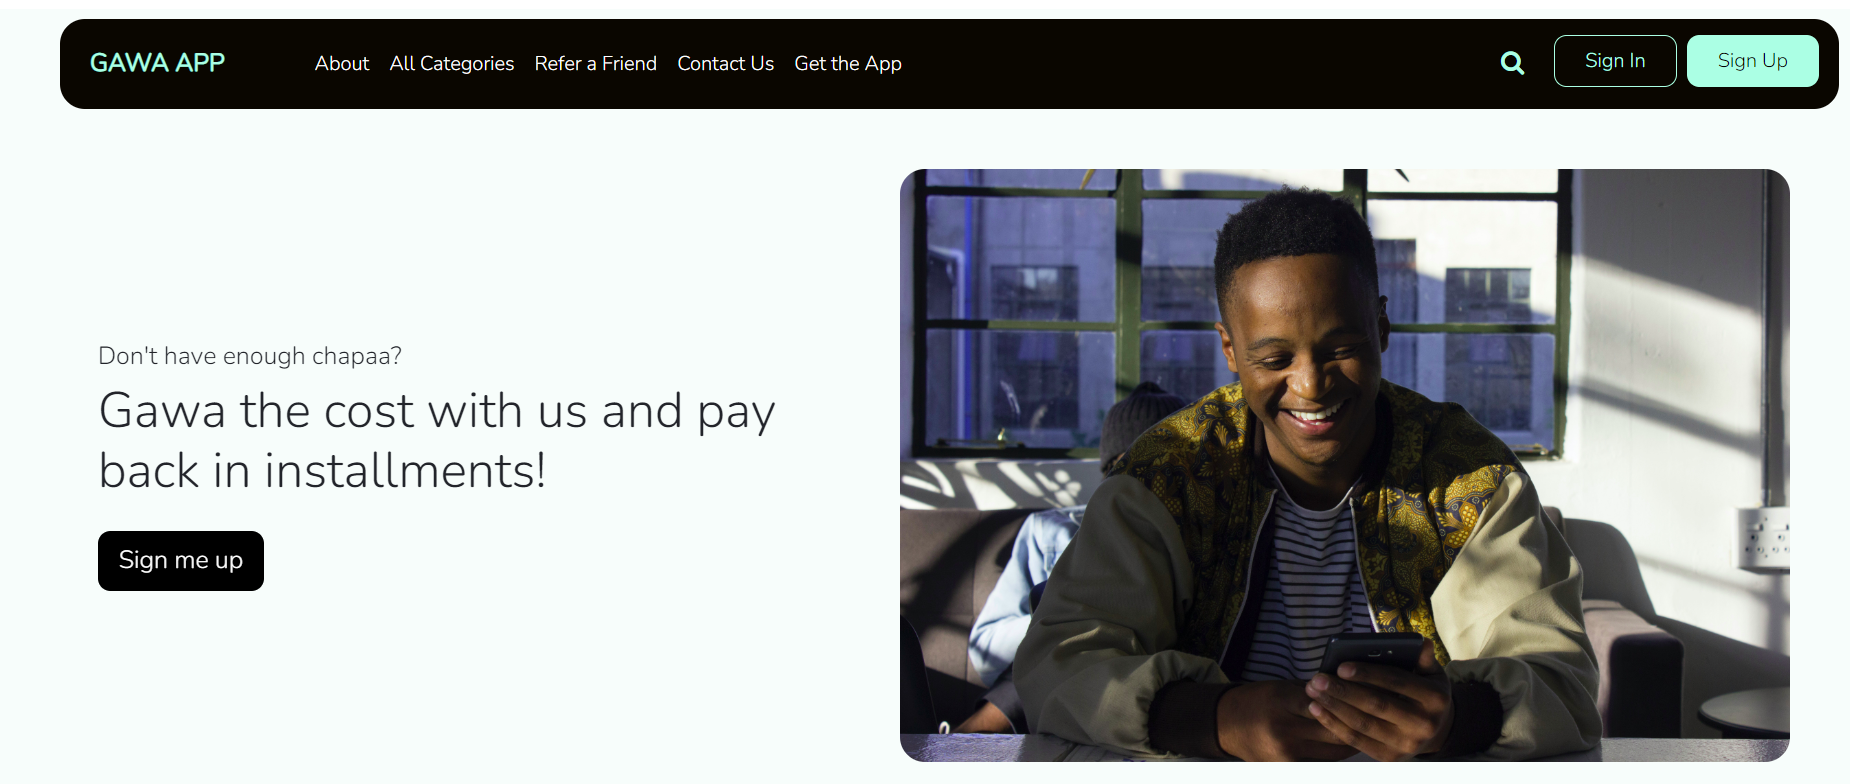 GAWA APP
About All Categories Refer a Friend Contact Us Get the App
Sign In
Sign Up
Don't have enough chapaa?
Gawa the cost with us and pay
back in installments!
Sign me up